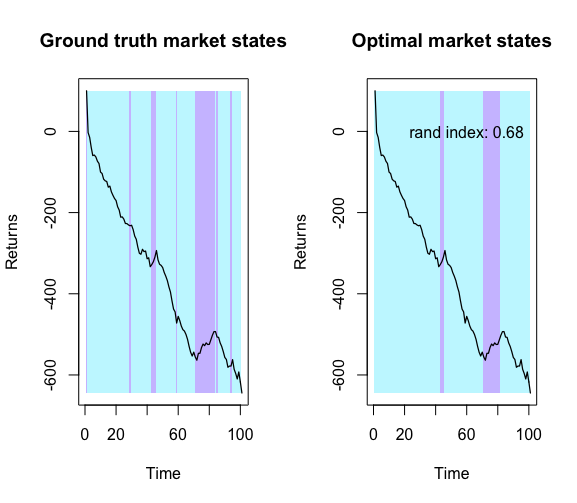 Ground truth market states
0
-200
-400
-600
Returns
0 20 60 100
Time
Optimal market states
rand index: 0.68
0
-200
-400
-600
Returns
0 20 60 100
Time